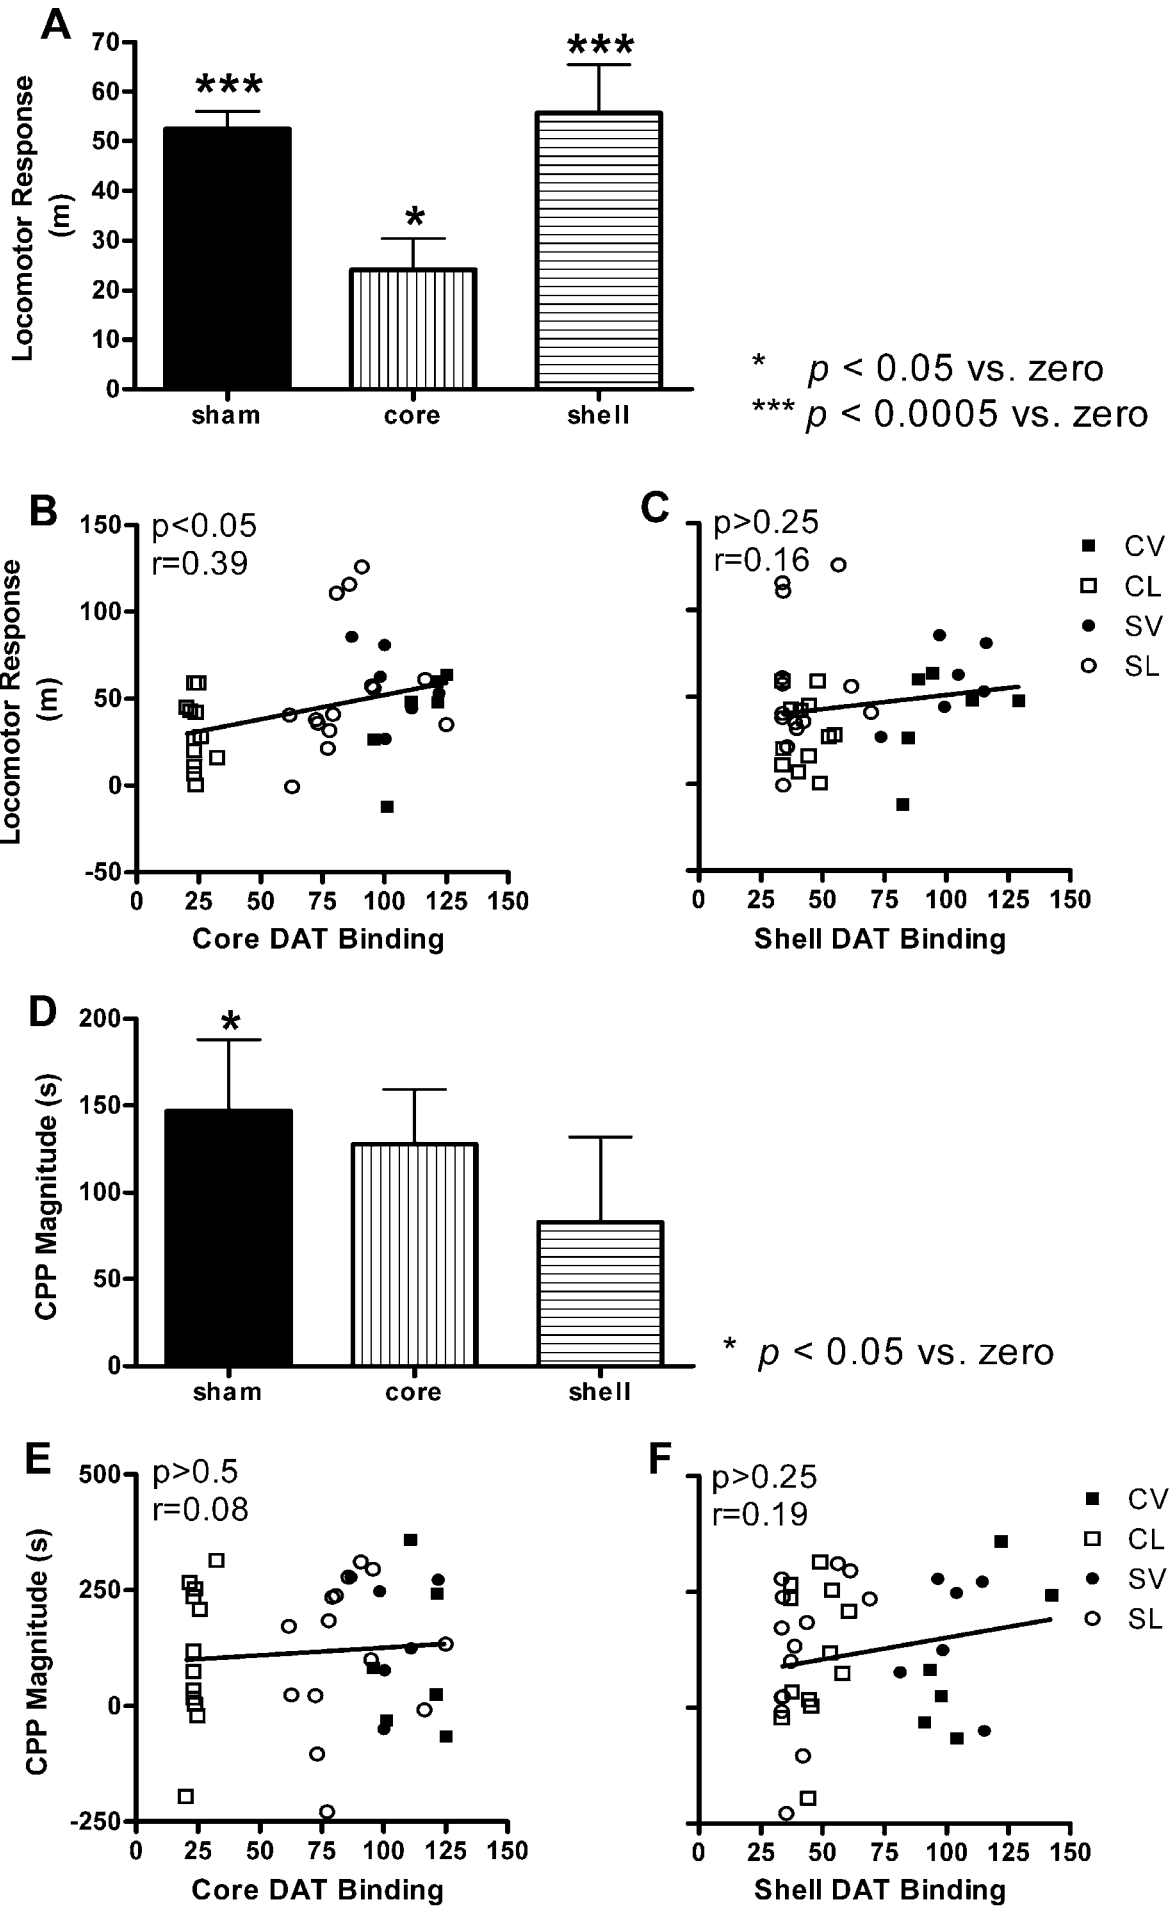 A
70
60
50
40
30
20
10
0
Locomotor Response
(m)
***
*
***
sham core shell
* p < 0.05 vs. zero
*** p < 0.0005 vs. zero
B
p<0.05
r=0.39
150
100
50
0
-50
Locomotor Response
(m)
0 25 50 75 100 125 150
Core DAT Binding
C
p>0.25
r=0.16
0 25 50 75 100 125 150
Shell DAT Binding
CV
CL
SV
SL
D
200
150
100
50
0
CPP Magnitude (s)
*
sham core shell
* p < 0.05 vs. zero
E
p>0.5
r=0.08
500
250
0
-250
CPP Magnitude (s)
0 25 50 75 100 125 150
Core DAT Binding
F
p>0.25
r=0.19
0 25 50 75 100 125 150
Shell DAT Binding
CV
CL
SV
SL